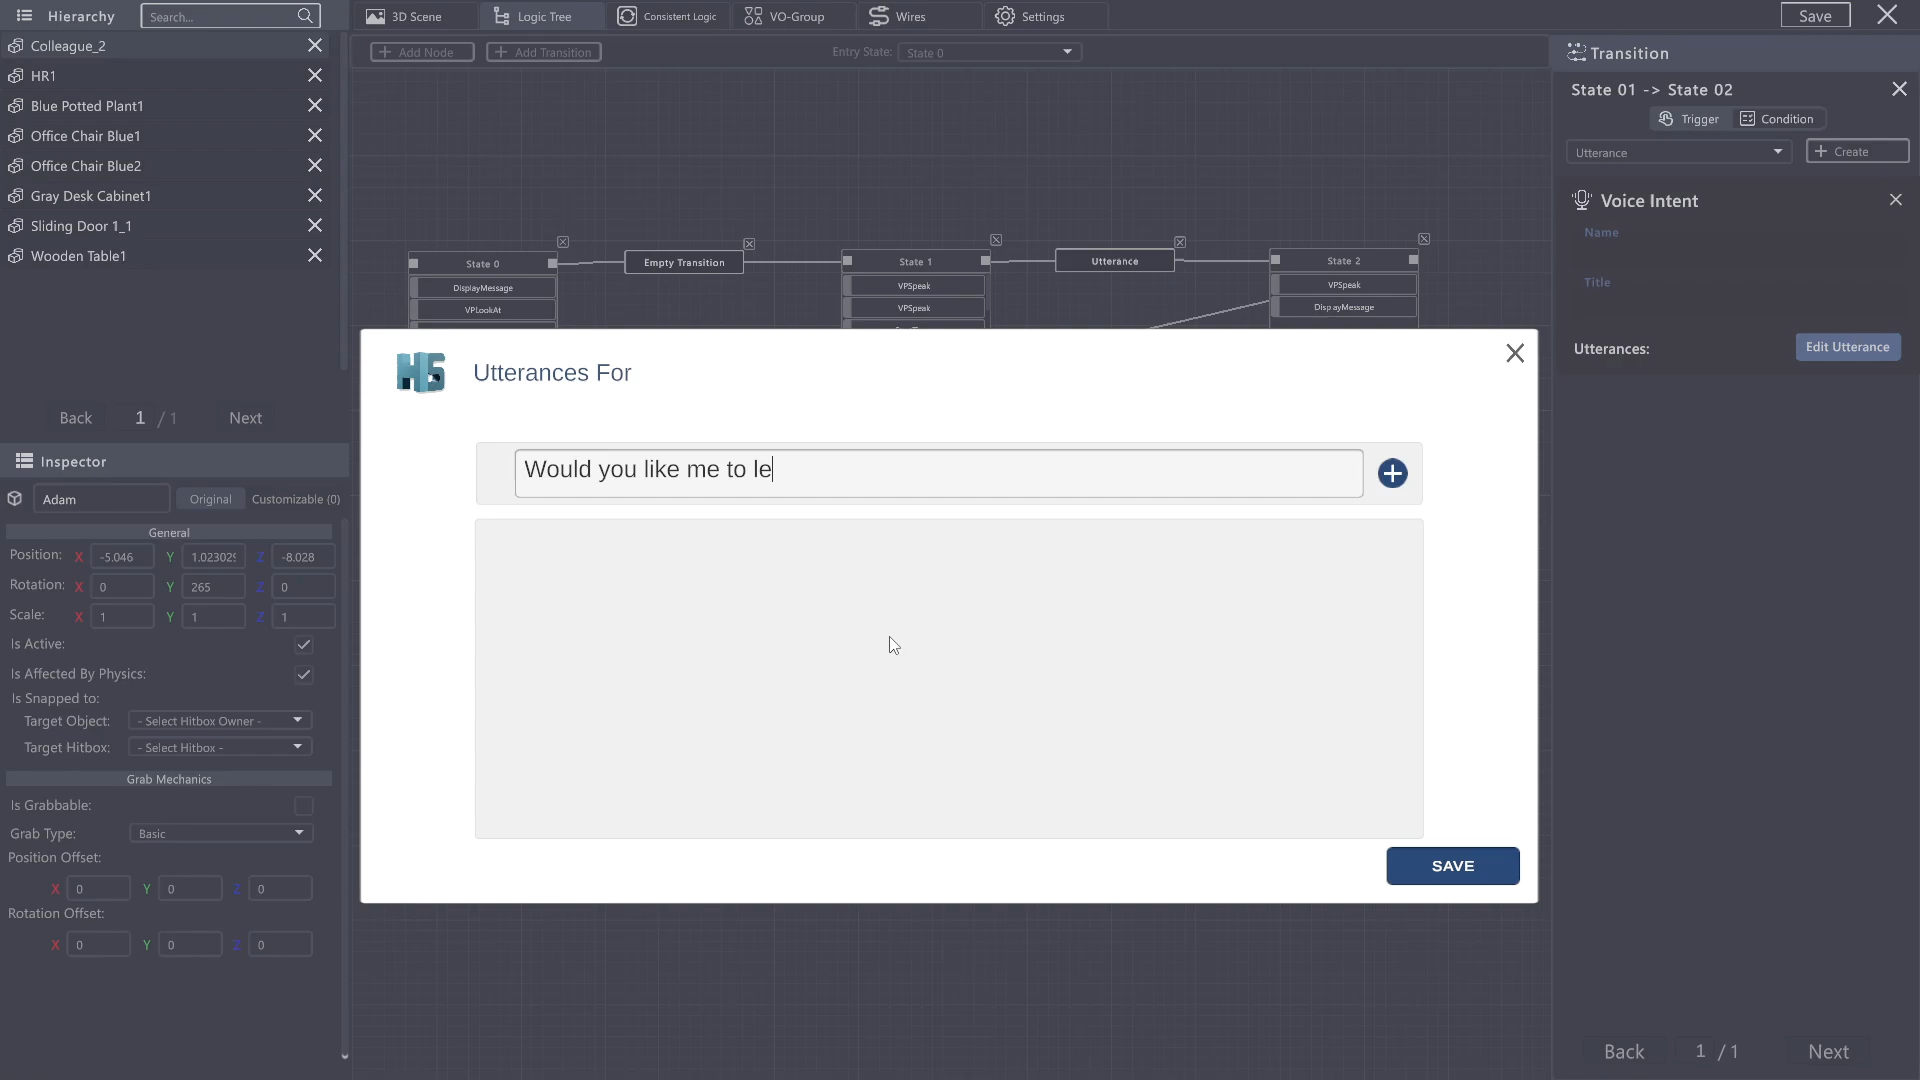 Hierarchy
Search...
Colleague_2
HR1
Blue Potted Plant1
Office Chair Blue1
Office Chair Blue2
Gray Desk Cabinet1
Sliding Door 1_1
Wooden Table1
Back 1 / 1 Next
Inspector
Adam Original Customizable (0)
General
Position: X -5.046 Y 1.023029 Z -8.028
Rotation: X 0 Y 265 Z 0
Scale: X 1 Y 1 Z 1
Is Active:
Is Affected By Physics:
Is Snapped to:
Target Object: - Select Hitbox Owner -
Target Hitbox: - Select Hitbox -
Grab Mechanics
Is Grabbable:
Grab Type: Basic
Position Offset:
X 0 Y 0 Z 0
Rotation Offset:
X 0 Y 0 Z 0
3D Scene Logic Tree Consistent Logic VO-Group Wires Settings Save
Add Node Add Transition Entry State: State 0
State 0
DisplayMessage
VPLookAt
Empty Transition
State 1
VPSpeak
VPSpeak
Utterance
State 2
VPSpeak
DisplayMessage
Utterances For
Would you like me to le
SAVE
Transition
State 01 -> State 02
Trigger Condition
Utterance Create
Voice Intent
Name
Title
Utterances: Edit Utterance
Back 1 / 1 Next